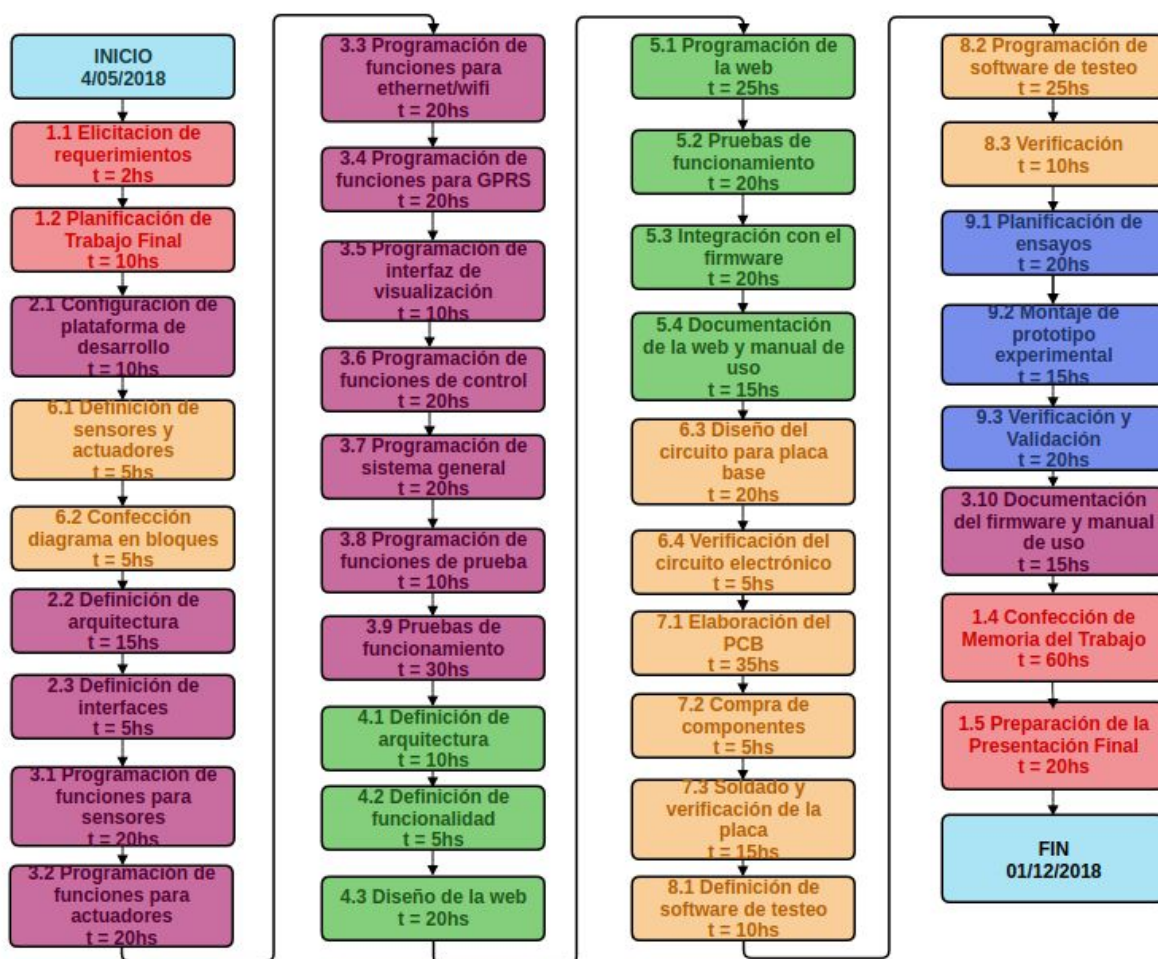 INICIO
4/05/2018
1.1 Elicitacion de
requerimientos
t = 2hs
1.2 Planificación de
Trabajo Final
t = 10hs
2.1 Configuración de
plataforma de
desarrollo
t = 10hs
6.1 Definición de
sensores y
actuadores
t = 5hs
6.2 Confección
diagrama en bloques
t = 5hs
2.2 Definición de
arquitectura
t = 15hs
2.3 Definición de
interfaces
t = 5hs
3.1 Programación de
funciones para
sensores
t = 20hs
3.2 Programación de
funciones para
actuadores
t = 20hs
3.3 Programación de
funciones para
ethernet/wifi
t = 20hs
3.4 Programación de
funciones para GPRS
t = 20hs
3.5 Programación de
interfaz de
visualización
t = 10hs
3.6 Programación de
funciones de control
t = 20hs
3.7 Programación de
sistema general
t = 20hs
3.8 Programación de
funciones de prueba
t = 10hs
3.9 Pruebas de
funcionamiento
t = 30hs
4.1 Definición de
arquitectura
t = 10hs
4.2 Definición de
funcionalidad
t = 5hs
4.3 Diseño de la web
t = 20hs
5.1 Programación de
la web
t = 25hs
5.2 Pruebas de
funcionamiento
t = 20hs
5.3 Integración con el
firmware
t = 20hs
5.4 Documentación
de la web y manual de
uso
t = 15hs
6.3 Diseño del
circuito para placa
base
t = 20hs
6.4 Verificación del
circuito electrónico
t = 5hs
7.1 Elaboración del
PCB
t = 35hs
7.2 Compra de
componentes
t = 5hs
7.3 Soldado y
verificación de la
placa
t = 15hs
8.1 Definición de
software de testeo
t = 10hs
8.2 Programación de
software de testeo
t = 25hs
8.3 Verificación
t = 10hs
9.1 Planificación de
ensayos
t = 20hs
9.2 Montaje de
prototipo
experimental
t = 15hs
9.3 Verificación y
Validación
t = 20hs
3.10 Documentación
del firmware y manual
de uso
t = 15hs
1.4 Confección de
Memoria del Trabajo
t = 60hs
1.5 Preparación de la
Presentación Final
t = 20hs
FIN
01/12/2018